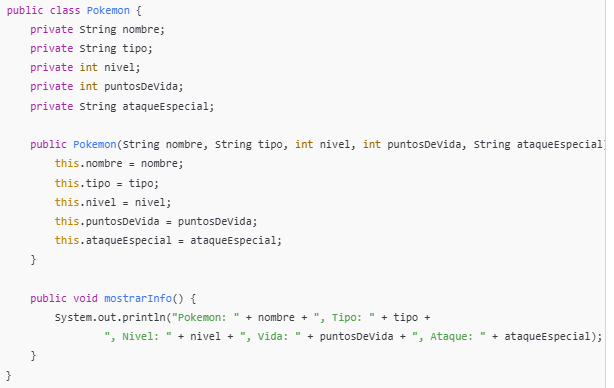 public class Pokemon {
    private String nombre;
    private String tipo;
    private int nivel;
    private int puntosDeVida;
    private String ataqueEspecial;

    public Pokemon(String nombre, String tipo, int nivel, int puntosDeVida, String ataqueEspecial)
        this.nombre = nombre;
        this.tipo = tipo;
        this.nivel = nivel;
        this.puntosDeVida = puntosDeVida;
        this.ataqueEspecial = ataqueEspecial;
    }

    public void mostrarInfo() {
        System.out.println("Pokemon: " + nombre + ", Tipo: " + tipo +
                ", Nivel: " + nivel + ", Vida: " + puntosDeVida + ", Ataque: " + ataqueEspecial);
    }
}